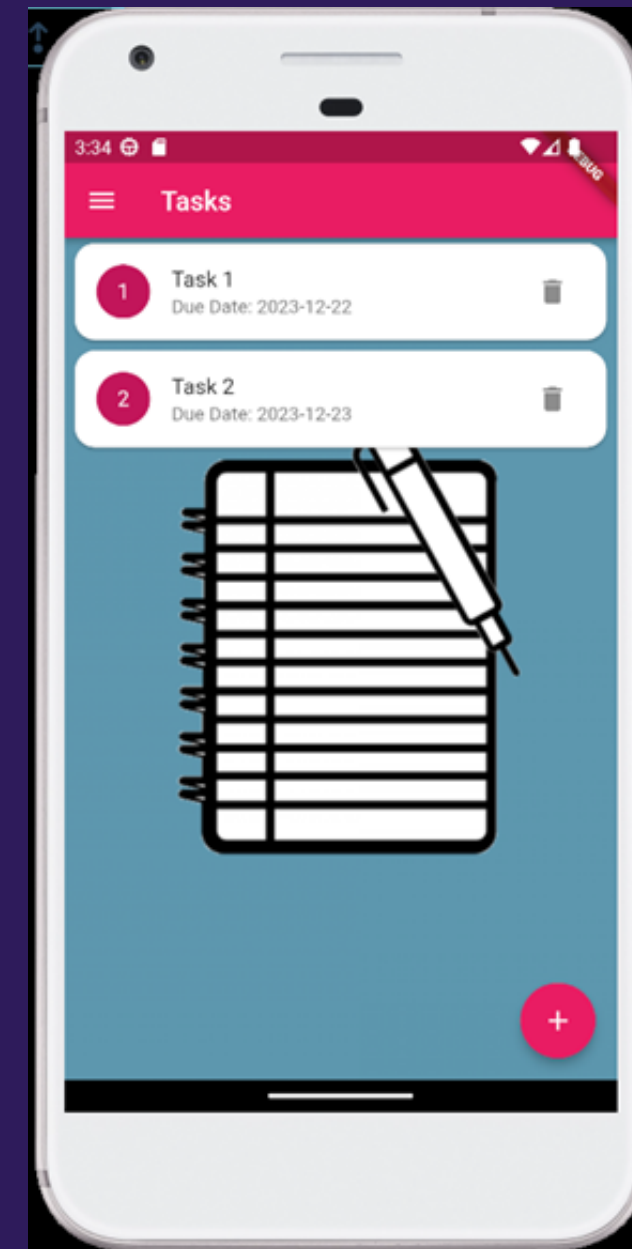 3:34
Tasks
1
Task 1
Due Date: 2023-12-22
2
Task 2
Due Date: 2023-12-23
+